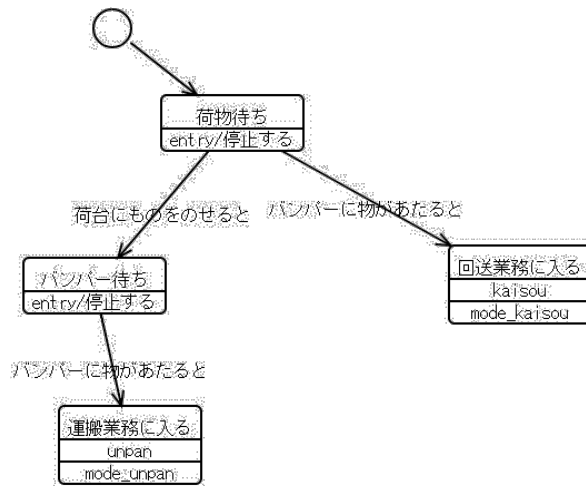 荷物待ち
entry/停止する
荷台にものをのせると
バンパーに物があたると
バンパー待ち
entry/停止する
回送業務に入る
kaisou
mode_kaisou
バンパーに物があたると
運搬業務に入る
unpan
mode_unpan